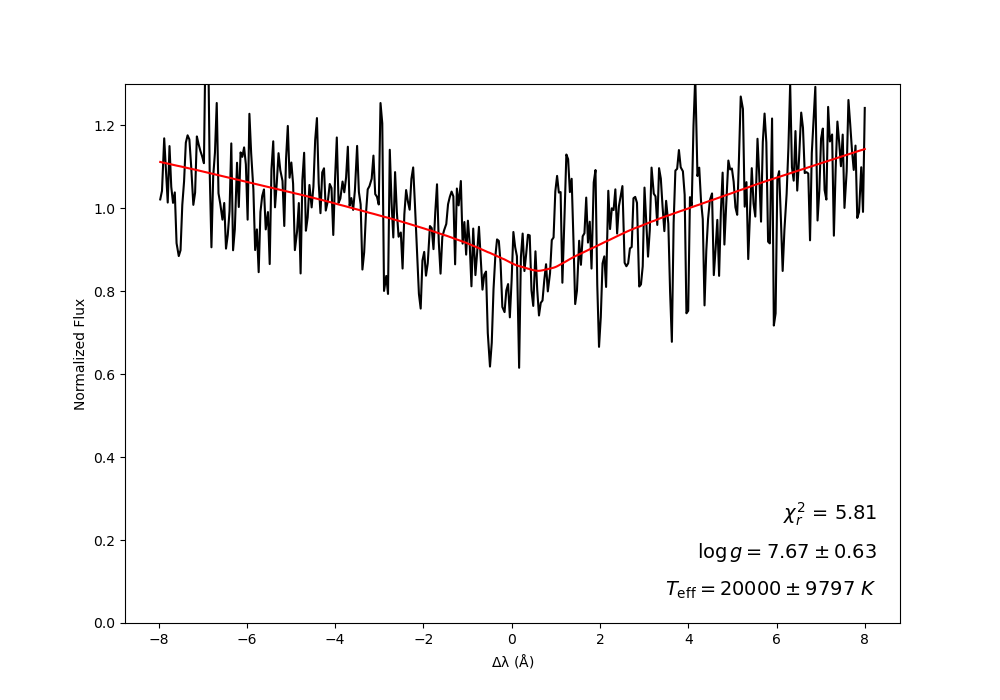 1.2
1.0
0.8
0.6
0.4
0.2
0.0
Normalized Flux
χ²ᵣ = 5.81
log g = 7.67 ± 0.63
T_eff = 20000 ± 9797 K
−8 −6 −4 −2 0 2 4 6 8
Δλ (Å)